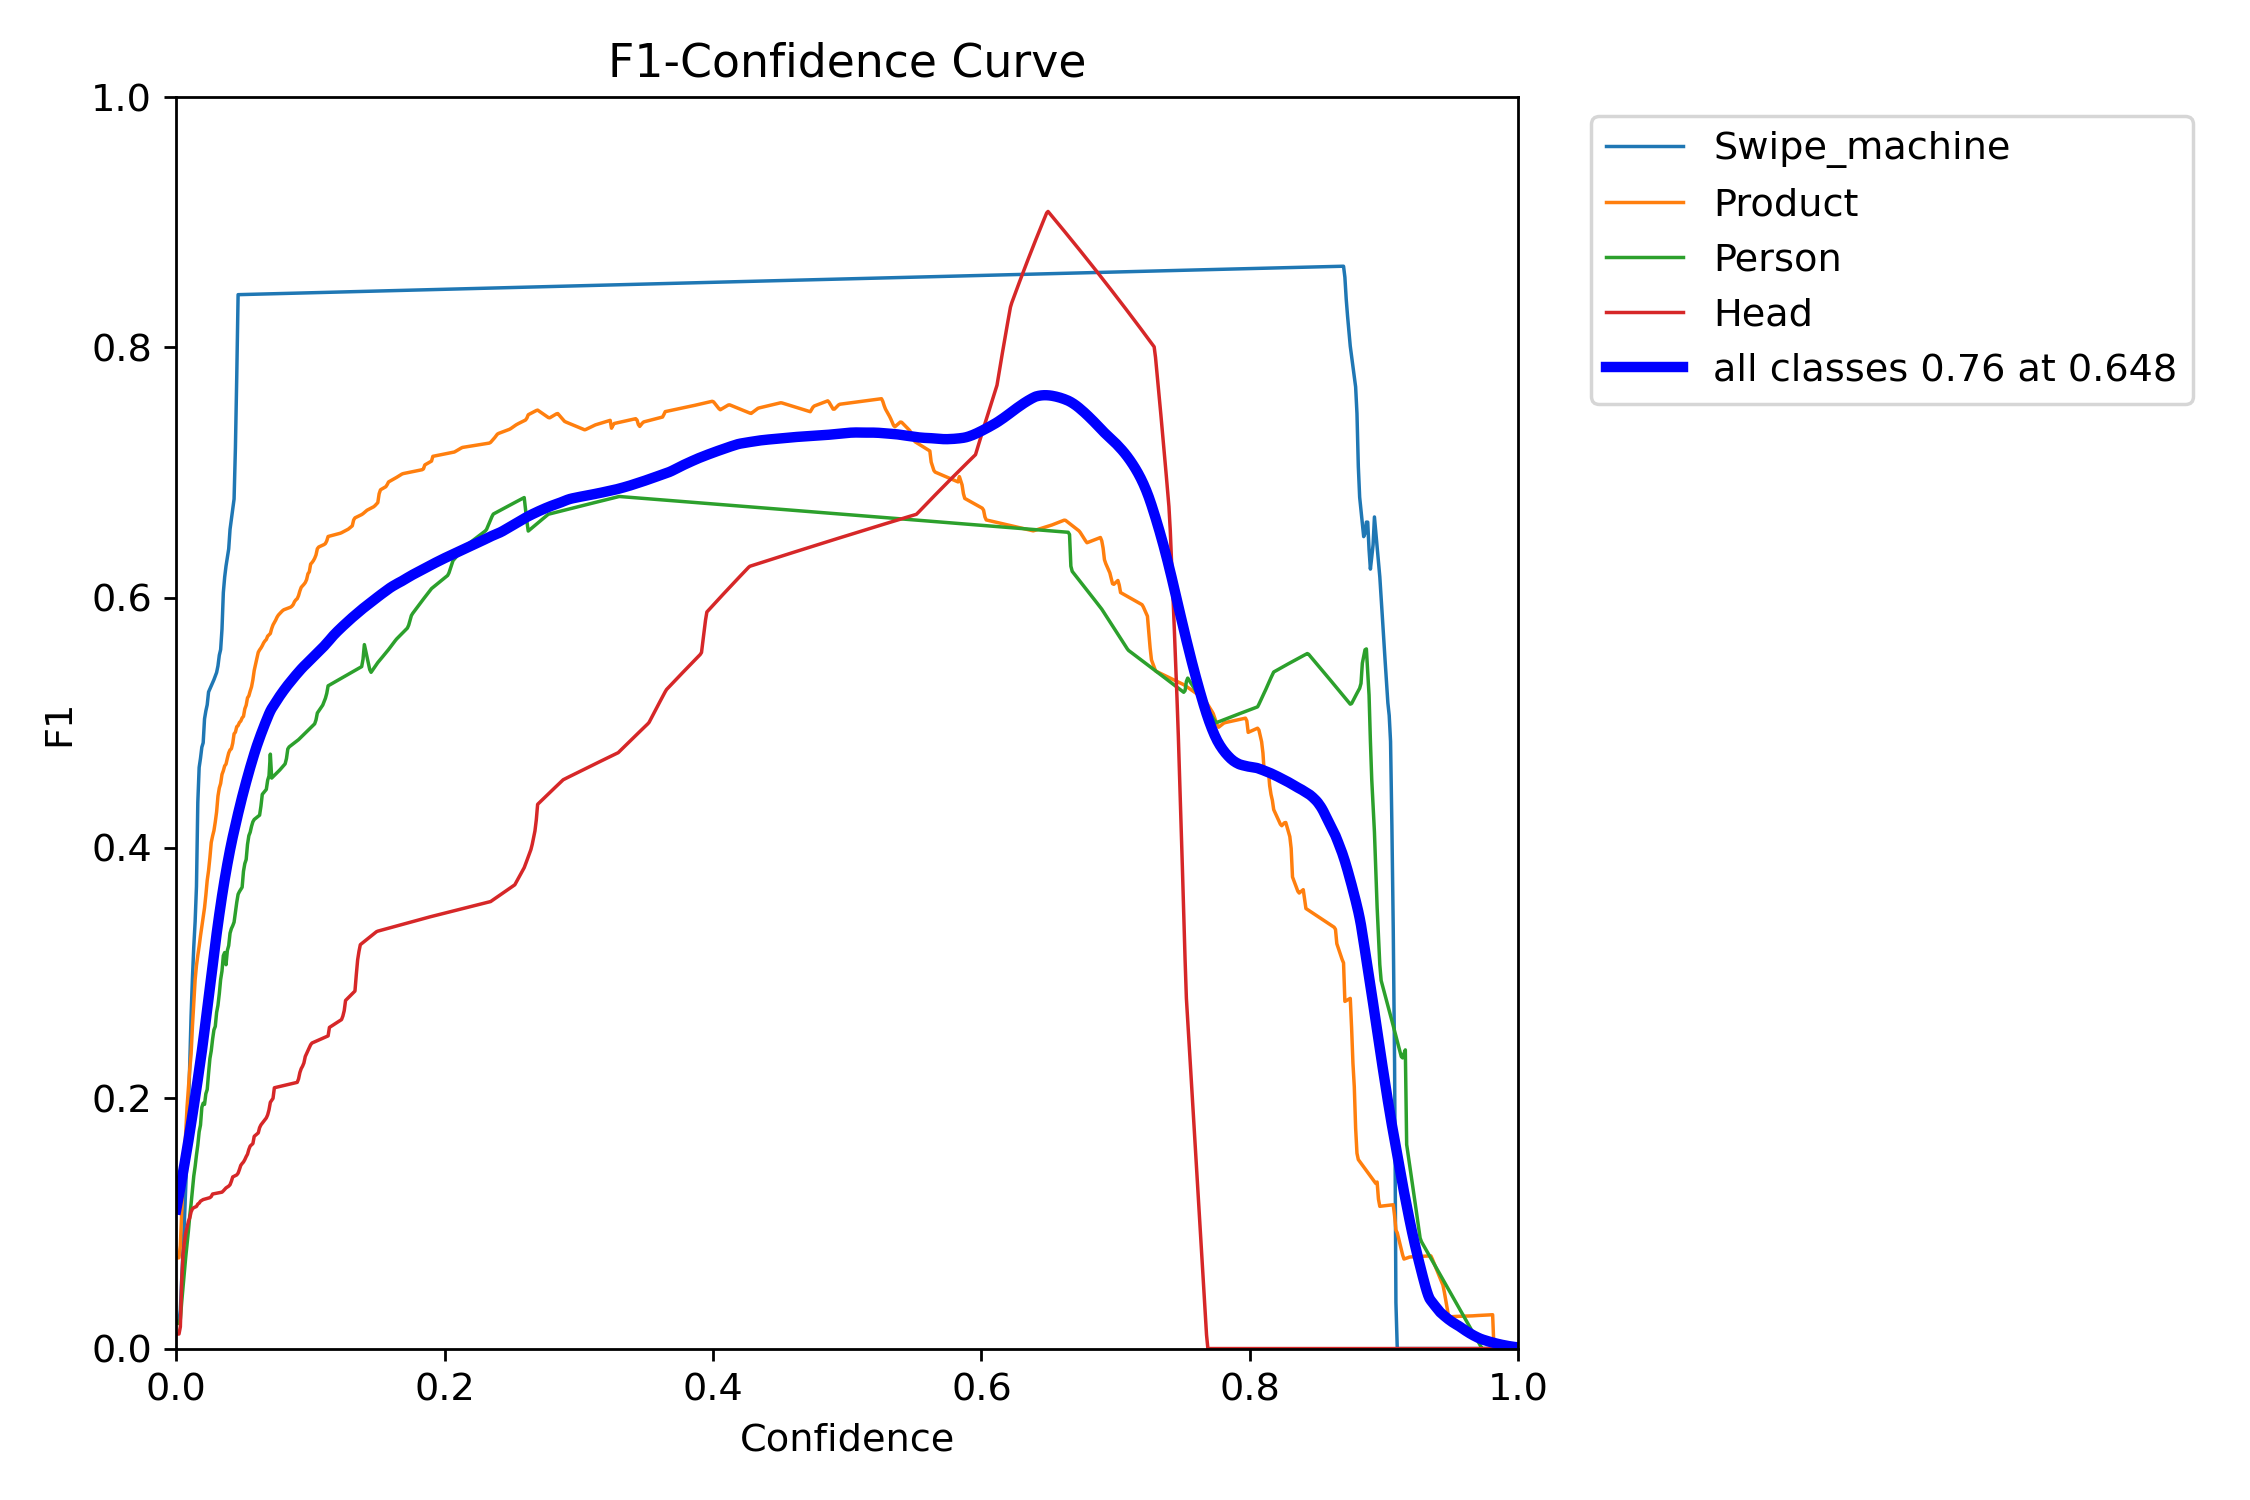 F1-Confidence Curve
1.0
0.8
0.6
0.4
0.2
0.0
F1
0.0 0.2 0.4 0.6 0.8 1.0
Confidence
Swipe_machine
Product
Person
Head
all classes 0.76 at 0.648